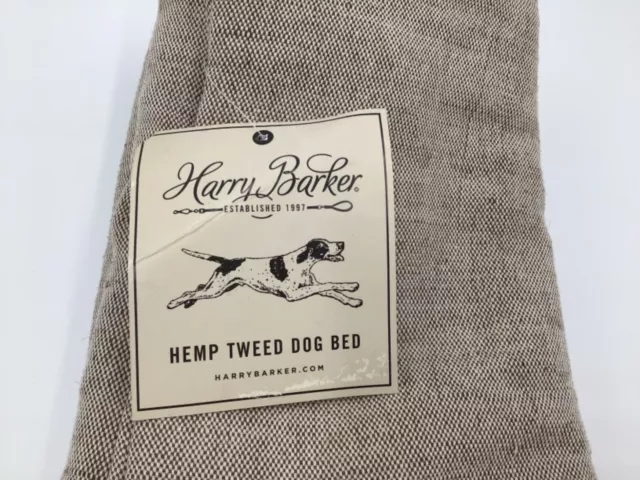 Harry Barker®
ESTABLISHED 1997
HEMP TWEED DOG BED
HARRYBARKER.COM